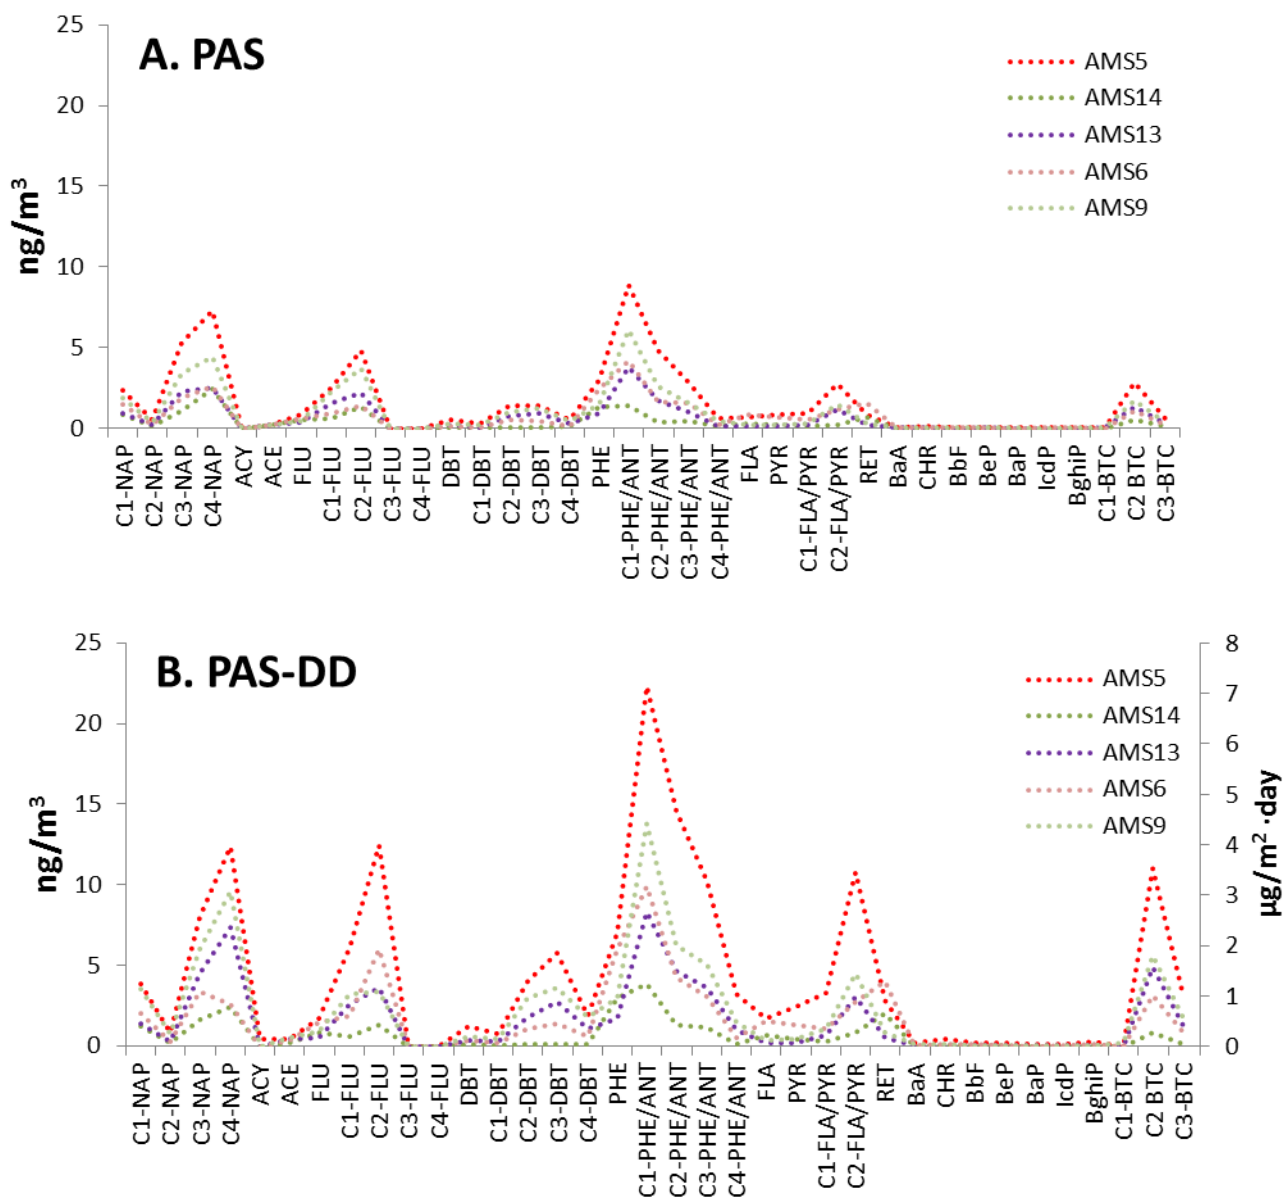 A. PAS
25
20
15
10
5
0
ng/m³
AMS5
AMS14
AMS13
AMS6
AMS9
C1-NAP
C2-NAP
C3-NAP
C4-NAP
ACY
ACE
FLU
C1-FLU
C2-FLU
C3-FLU
C4-FLU
DBT
C1-DBT
C2-DBT
C3-DBT
C4-DBT
PHE
C1-PHE/ANT
C2-PHE/ANT
C3-PHE/ANT
C4-PHE/ANT
FLA
PYR
C1-FLA/PYR
C2-FLA/PYR
RET
BaA
CHR
BbF
BeP
BaP
IcdP
BghiP
C1-BTC
C2 BTC
C3-BTC
B. PAS-DD
25
20
15
10
5
0
ng/m³
8
7
6
5
4
3
2
1
0
µg/m² ·day
AMS5
AMS14
AMS13
AMS6
AMS9
C1-NAP
C2-NAP
C3-NAP
C4-NAP
ACY
ACE
FLU
C1-FLU
C2-FLU
C3-FLU
C4-FLU
DBT
C1-DBT
C2-DBT
C3-DBT
C4-DBT
PHE
C1-PHE/ANT
C2-PHE/ANT
C3-PHE/ANT
C4-PHE/ANT
FLA
PYR
C1-FLA/PYR
C2-FLA/PYR
RET
BaA
CHR
BbF
BeP
BaP
IcdP
BghiP
C1-BTC
C2 BTC
C3-BTC